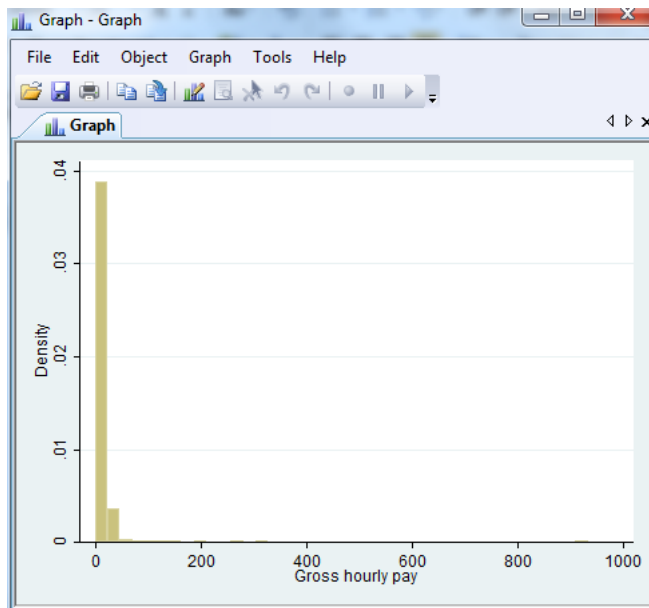 Graph - Graph
File Edit Object Graph Tools Help
Graph
.04
.03
.02
.01
0
Density
0 200 400 600 800 1000
Gross hourly pay